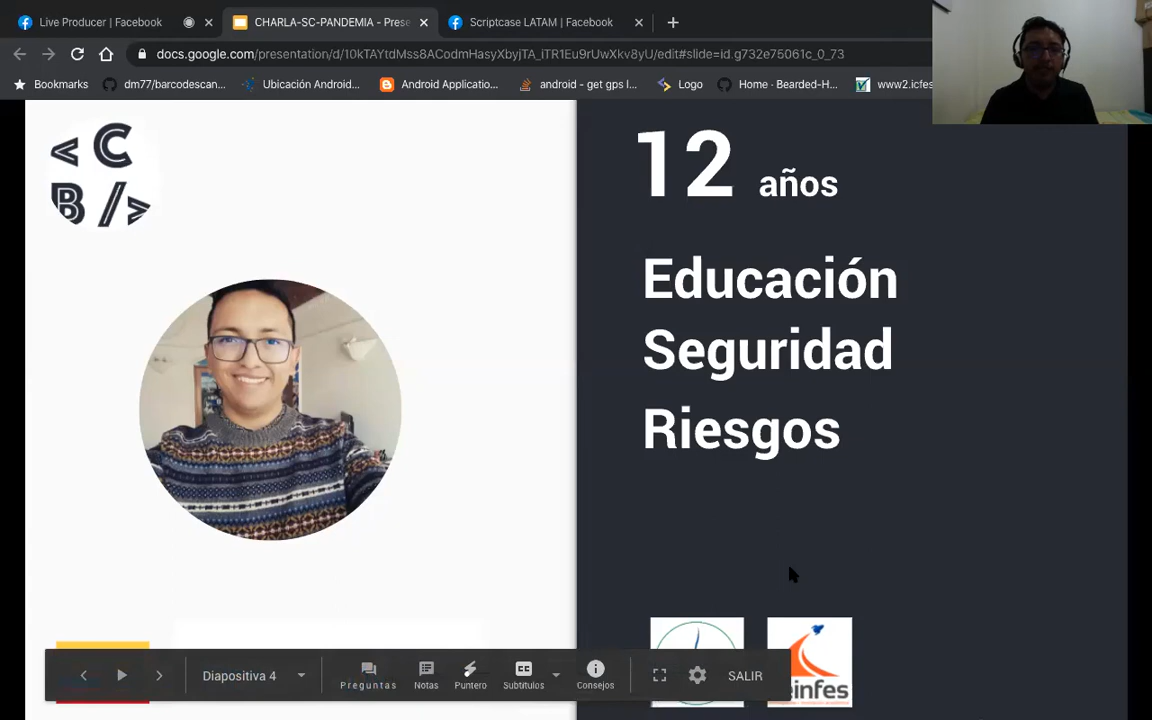 Live Producer | Facebook
CHARLA-SC-PANDEMIA - Prese
Scriptcase LATAM | Facebook
docs.google.com/presentation/d/10kTAYtdMss8ACodmHasyXbyjTA_iTR1Eu9rUwXkv8yU/edit#slide=id.g732e75061c_0_73
Bookmarks
dm77/barcodescan...
Ubicación Android...
Android Applicatio...
android - get gps l...
Logo
Home · Bearded-H...
www2.icfes
< C
B />
12 años
Educación
Seguridad
Riesgos
einfes
Diapositiva 4
Preguntas
Notas
Puntero
CC
Subtítulos
Consejos
SALIR